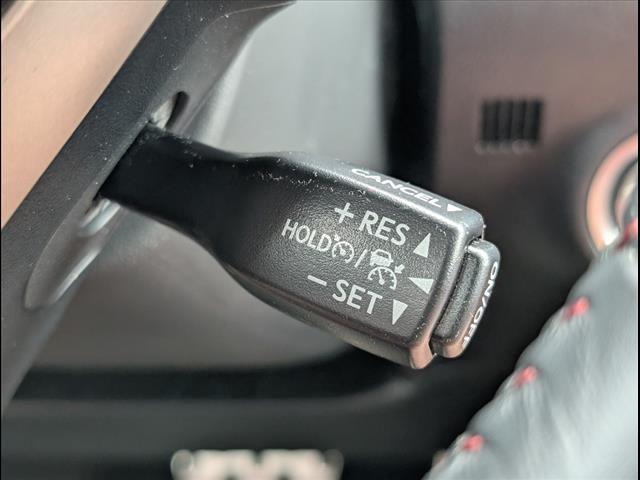 CANCEL
+ RES
HOLD /
− SET
ON/OFF